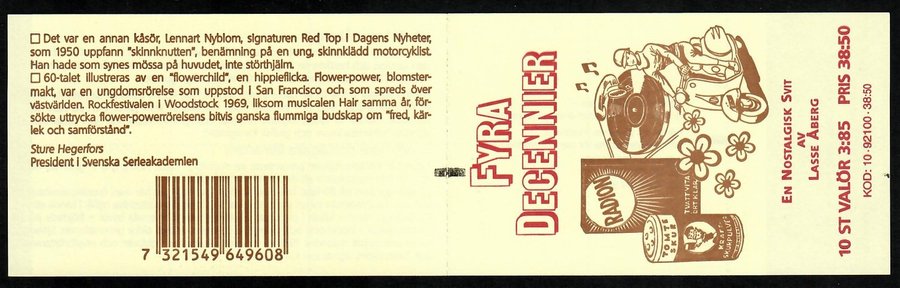 □ Det var en annan kåsör, Lennart Nyblom, signaturen Red Top i Dagens Nyheter,
som 1950 uppfann "skinnknutten", benämning på en ung, skinnklädd motorcyklist.
Han hade som synes mössa på huvudet, inte störthjälm.
□ 60-talet illustreras av en "flowerchild", en hippieflicka. Flower-power, blomster-
makt, var en ungdomsrörelse som uppstod i San Francisco och som spreds över
västvärlden. Rockfestivalen i Woodstock 1969, liksom musicalen Hair samma år, för-
sökte uttrycka flower-powerrörelsens bitvis ganska flummiga budskap om "fred, kär-
lek och samförstånd".
Sture Hegerfors
President i Svenska Serieakademien
7 321549 649608
FYRA
DECENNIER
RADION
TVÄTTVITA
TOMTE
SKUR
KRAFT
SKURPULVER
EN NOSTALGISK SVIT
AV
LASSE ÅBERG
10 ST VALÖR 3:85 PRIS 38:50
KOD: 10-92100-38:50